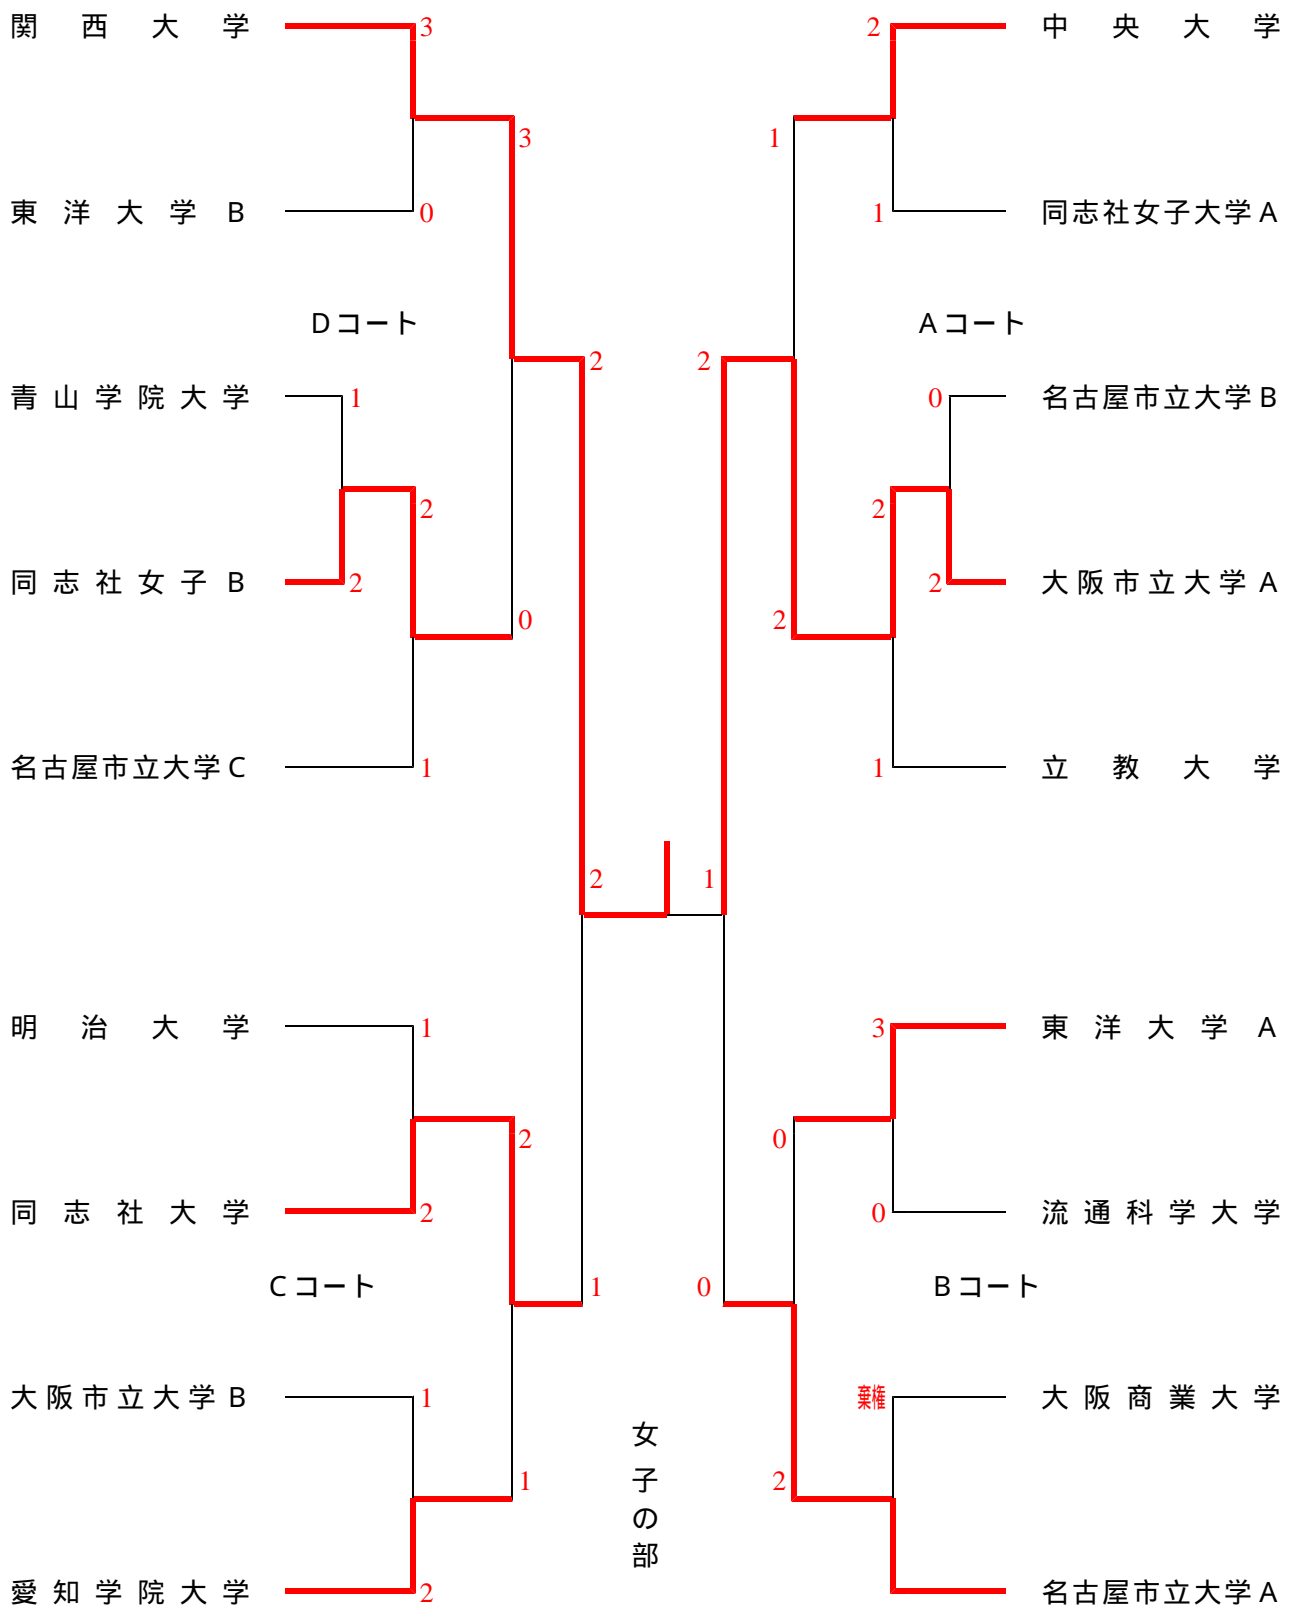 関西大学 3 2 中央大学
3 1
東洋大学B 0 1 同志社女子大学A
Dコート Aコート
2 2
青山学院大学 1 0 名古屋市立大学B
2 2
同志社女子B 2 2 大阪市立大学A
0 2
名古屋市立大学C 1 1 立教大学
2 1
明治大学 1 3 東洋大学A
2 0
同志社大学 2 0 流通科学大学
Cコート 1 0 Bコート
大阪市立大学B 1 棄権 大阪商業大学
女子の部
1 2
愛知学院大学 2 名古屋市立大学A